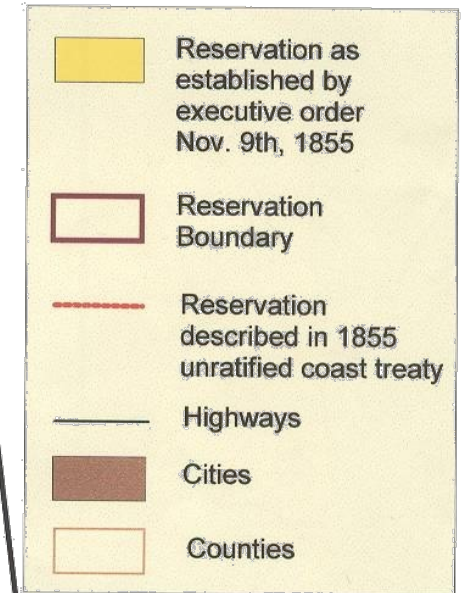 Reservation as
established by
executive order
Nov. 9th, 1855
Reservation
Boundary
Reservation
described in 1855
unratified coast treaty
Highways
Cities
Counties